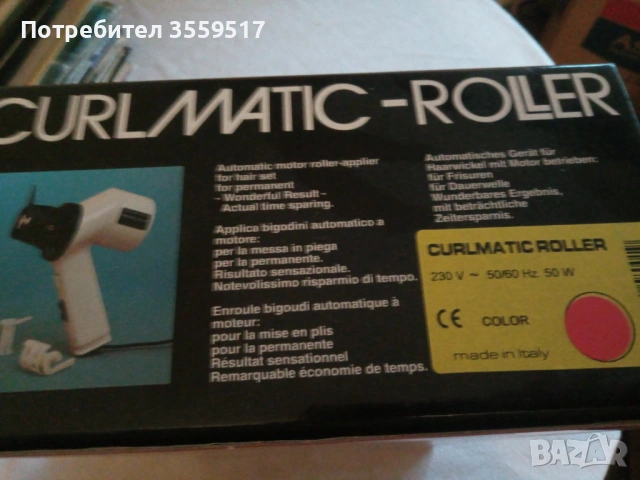 Потребител 3559517
CURLMATIC-ROLLER
Automatic motor roller-applier
for hair set
for permanent
- Wonderful Result -
Actual time sparing.
Applica bigodini automatico a
motore:
per la messa in piega
per la permanente.
Risultato sensazionale.
Notevolissimo risparmio di tempo.
Enroule bigoudi automatique à
moteur:
pour la mise en plis
pour la permanente
Résultat sensationnel
Remarquable économie de temps.
Automatisches Gerät für
Haarwickel mit Motor betrieben:
für Frisuren
für Dauerwelle
Wunderbares Ergebnis,
mit beträchtliche
Zeitersparnis.
CURLMATIC ROLLER
230 V ~ 50/60 Hz. 50 W
CE COLOR
made in Italy
BAZAR